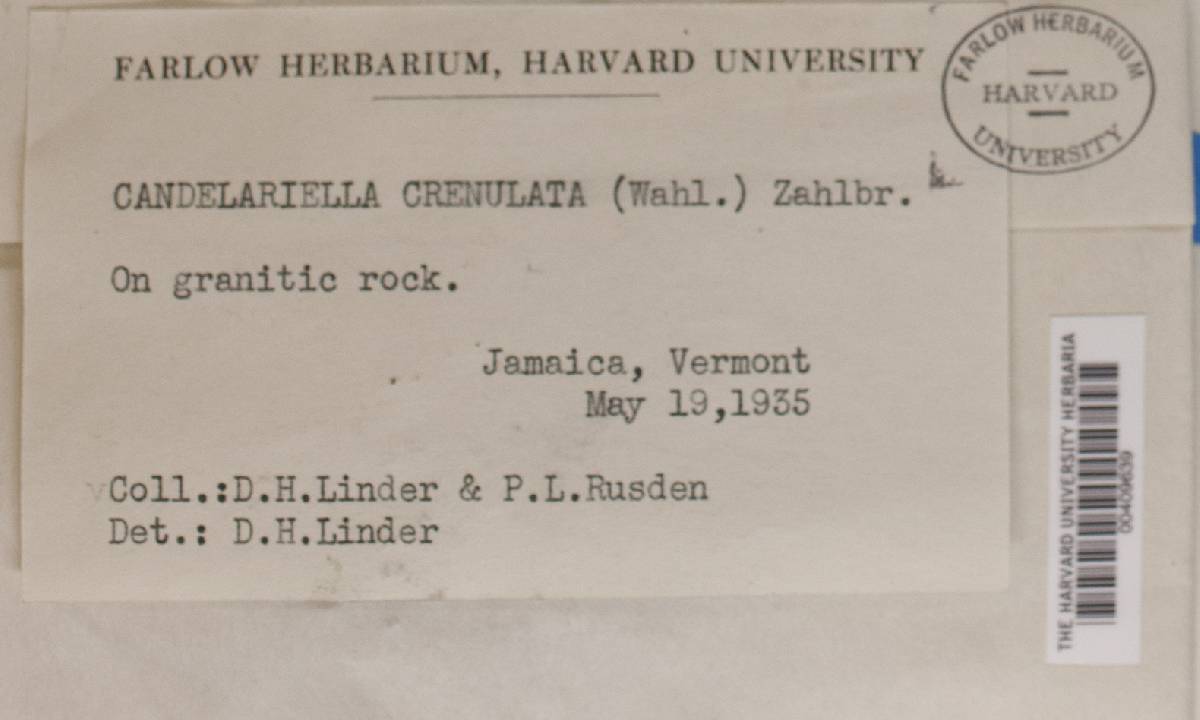 FARLOW HERBARIUM, HARVARD UNIVERSITY
FARLOW HERBARIUM
HARVARD
UNIVERSITY
CANDELARIELLA CRENULATA (Wahl.) Zahlbr.
On granitic rock.
Jamaica, Vermont
May 19,1935
Coll.:D.H.Linder & P.L.Rusden
Det.: D.H.Linder
THE HARVARD UNIVERSITY HERBARIA
00409639